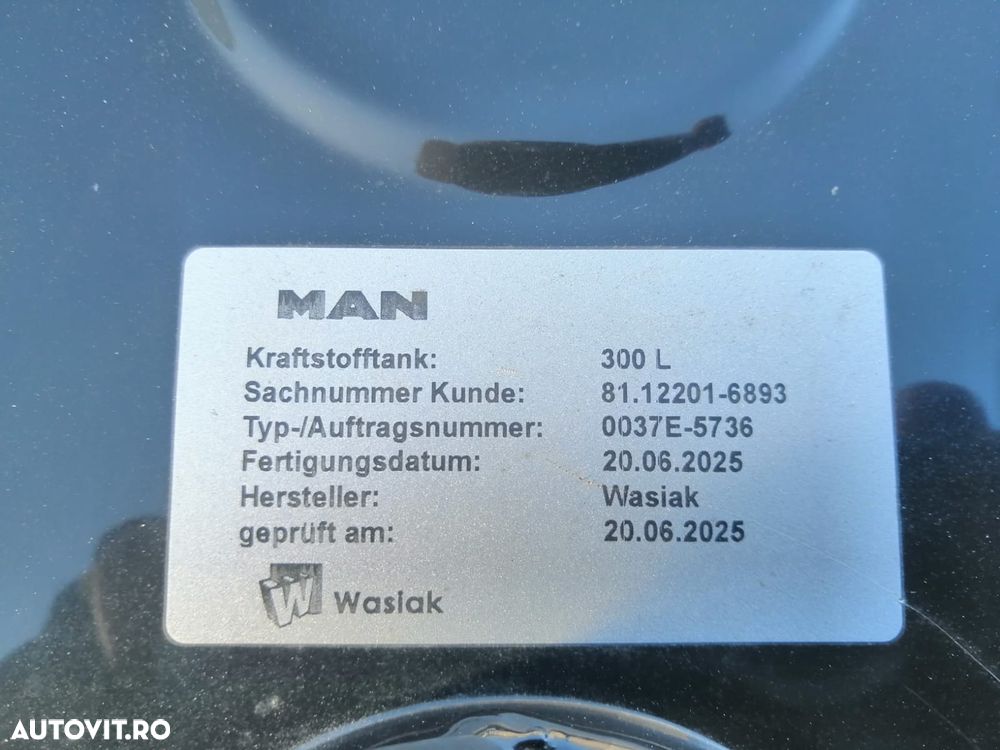 MAN
Kraftstofftank: 300 L
Sachnummer Kunde: 81.12201-6893
Typ-/Auftragsnummer: 0037E-5736
Fertigungsdatum: 20.06.2025
Hersteller: Wasiak
geprüft am: 20.06.2025
W Wasiak
AUTOVIT.RO